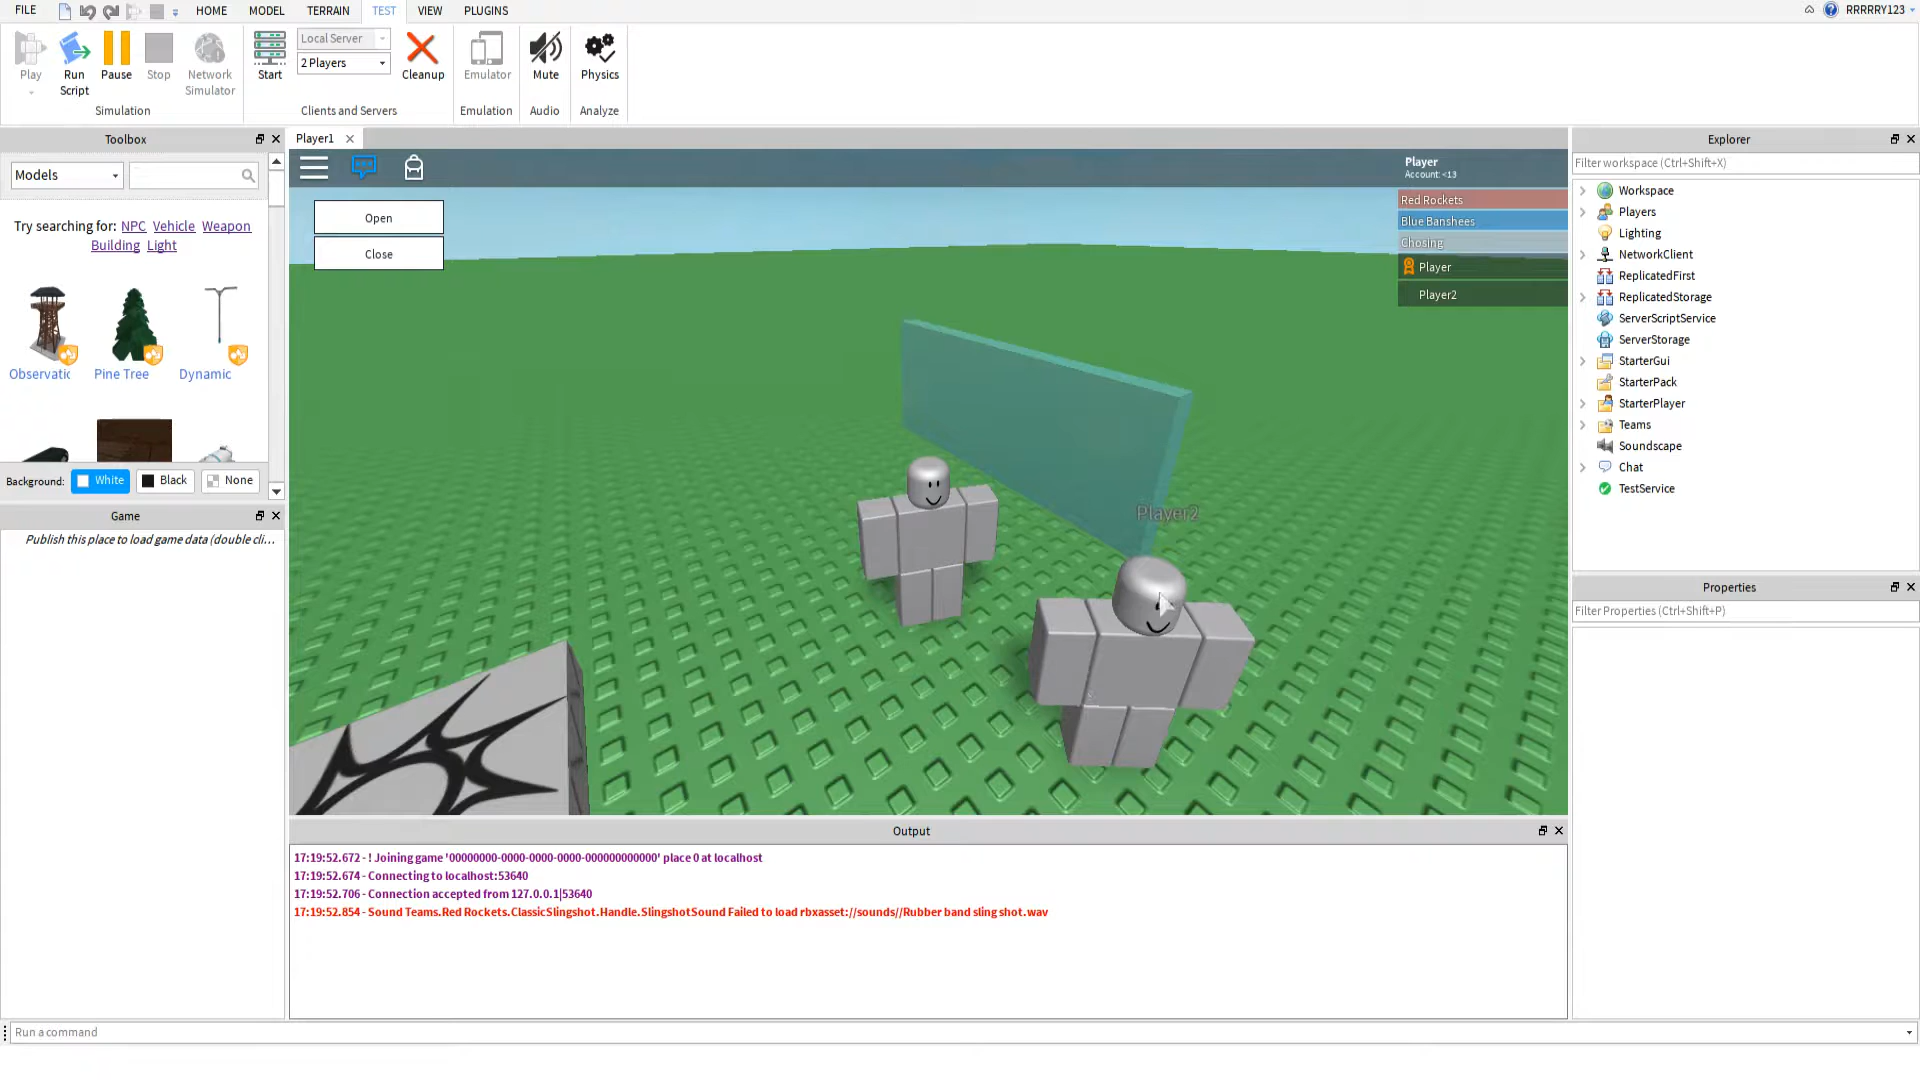 FILE
HOME
MODEL
TERRAIN
TEST
VIEW
PLUGINS
RRRRRY123
Play
Run
Script
Pause
Stop
Network
Simulator
Simulation
Start
Local Server
2 Players
Cleanup
Clients and Servers
Emulator
Emulation
Mute
Audio
Physics
Analyze
Toolbox
Models
Try searching for: NPC Vehicle Weapon
Building Light
Observatic
Pine Tree
Dynamic
Background: White Black None
Game
Publish this place to load game data (double cli...
Player1
Open
Close
Player
Account: <13
Red Rockets
Blue Banshees
Chosing
Player
Player2
Player2
Output
17:19:52.672 - ! Joining game '00000000-0000-0000-0000-000000000000' place 0 at localhost
17:19:52.674 - Connecting to localhost:53640
17:19:52.706 - Connection accepted from 127.0.0.1|53640
17:19:52.854 - Sound Teams.Red Rockets.ClassicSlingshot.Handle.SlingshotSound Failed to load rbxasset://sounds//Rubber band sling shot.wav
Explorer
Filter workspace (Ctrl+Shift+X)
Workspace
Players
Lighting
NetworkClient
ReplicatedFirst
ReplicatedStorage
ServerScriptService
ServerStorage
StarterGui
StarterPack
StarterPlayer
Teams
Soundscape
Chat
TestService
Properties
Filter Properties (Ctrl+Shift+P)
Run a command